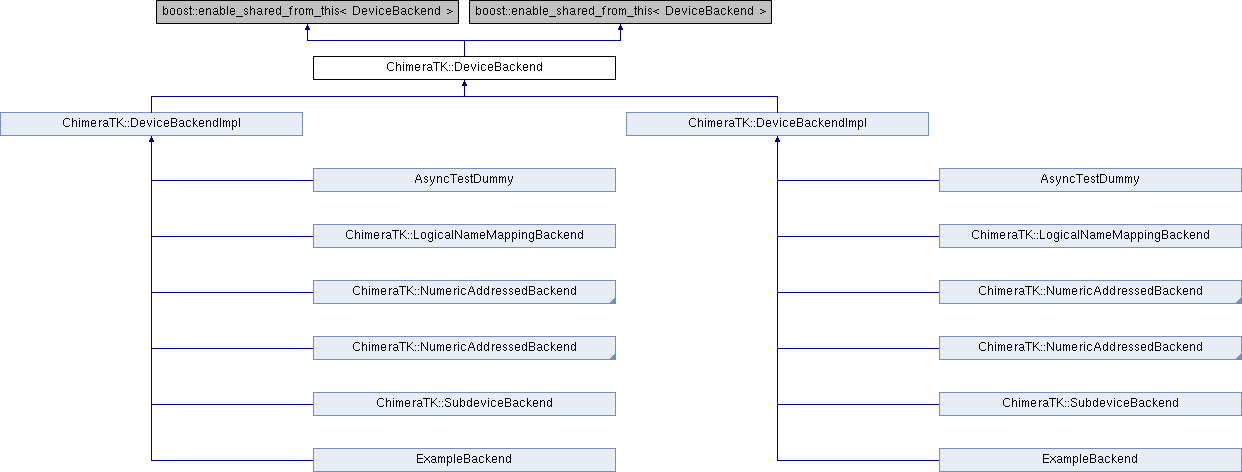 boost::enable_shared_from_this< DeviceBackend >
boost::enable_shared_from_this< DeviceBackend >
ChimeraTK::DeviceBackend
ChimeraTK::DeviceBackendImpl
ChimeraTK::DeviceBackendImpl
AsyncTestDummy
AsyncTestDummy
ChimeraTK::LogicalNameMappingBackend
ChimeraTK::LogicalNameMappingBackend
ChimeraTK::NumericAddressedBackend
ChimeraTK::NumericAddressedBackend
ChimeraTK::NumericAddressedBackend
ChimeraTK::NumericAddressedBackend
ChimeraTK::SubdeviceBackend
ChimeraTK::SubdeviceBackend
ExampleBackend
ExampleBackend